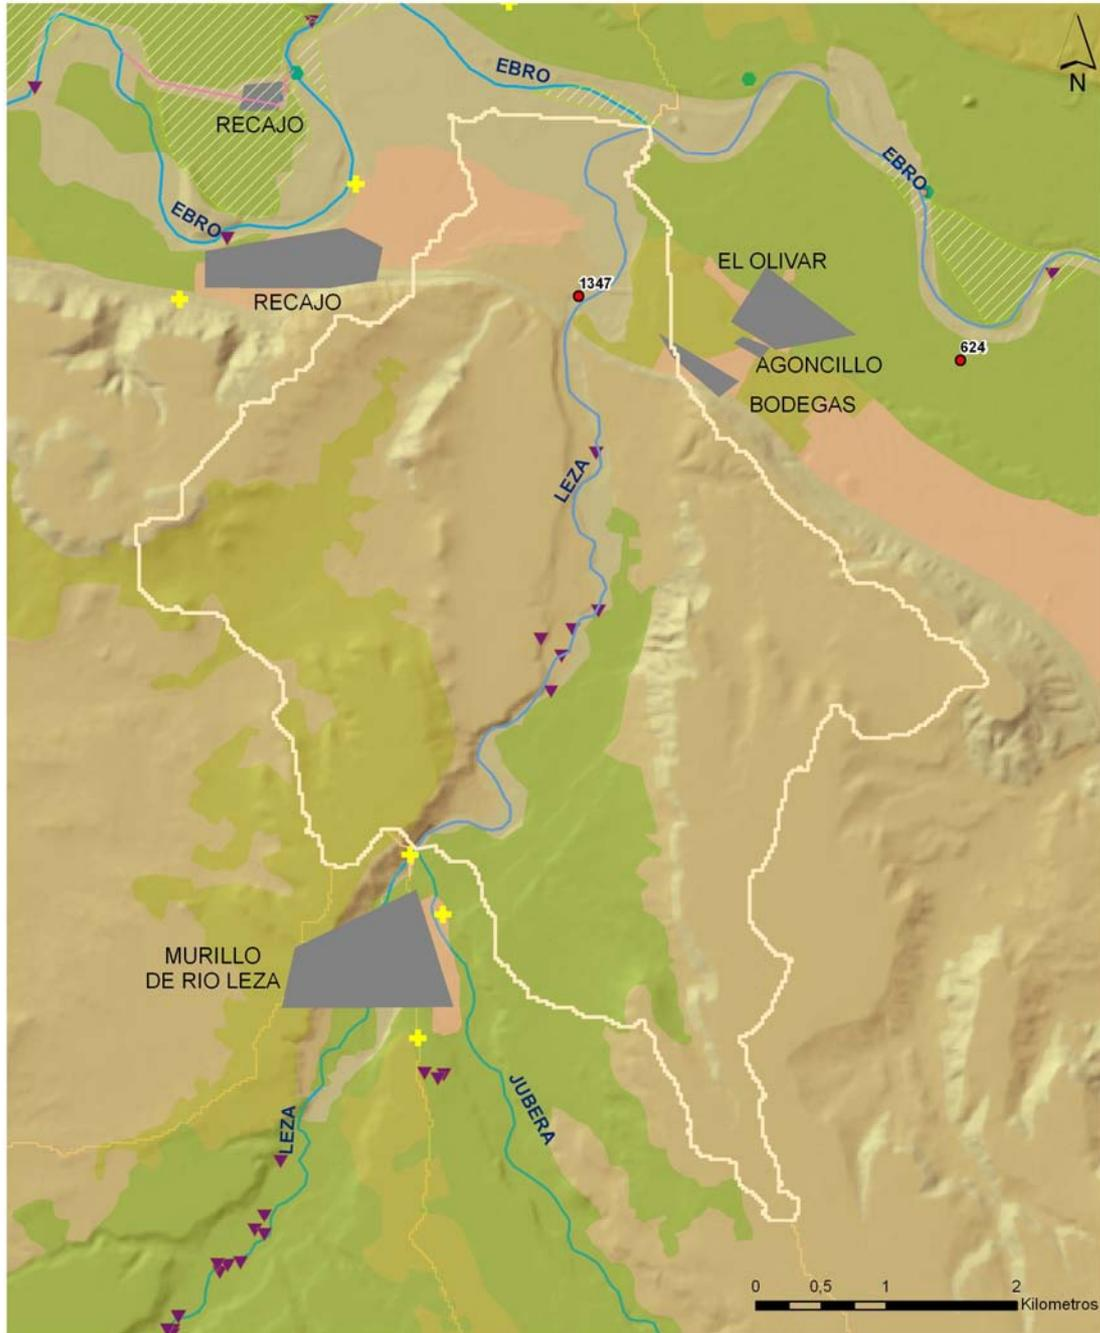 EBRO
N
RECAJO
EBRO
EBRO
RECAJO
EL OLIVAR
1347
624
AGONCILLO
BODEGAS
LEZA
MURILLO
DE RIO LEZA
LEZA
JUBERA
0 0,5 1 2
Kilometros